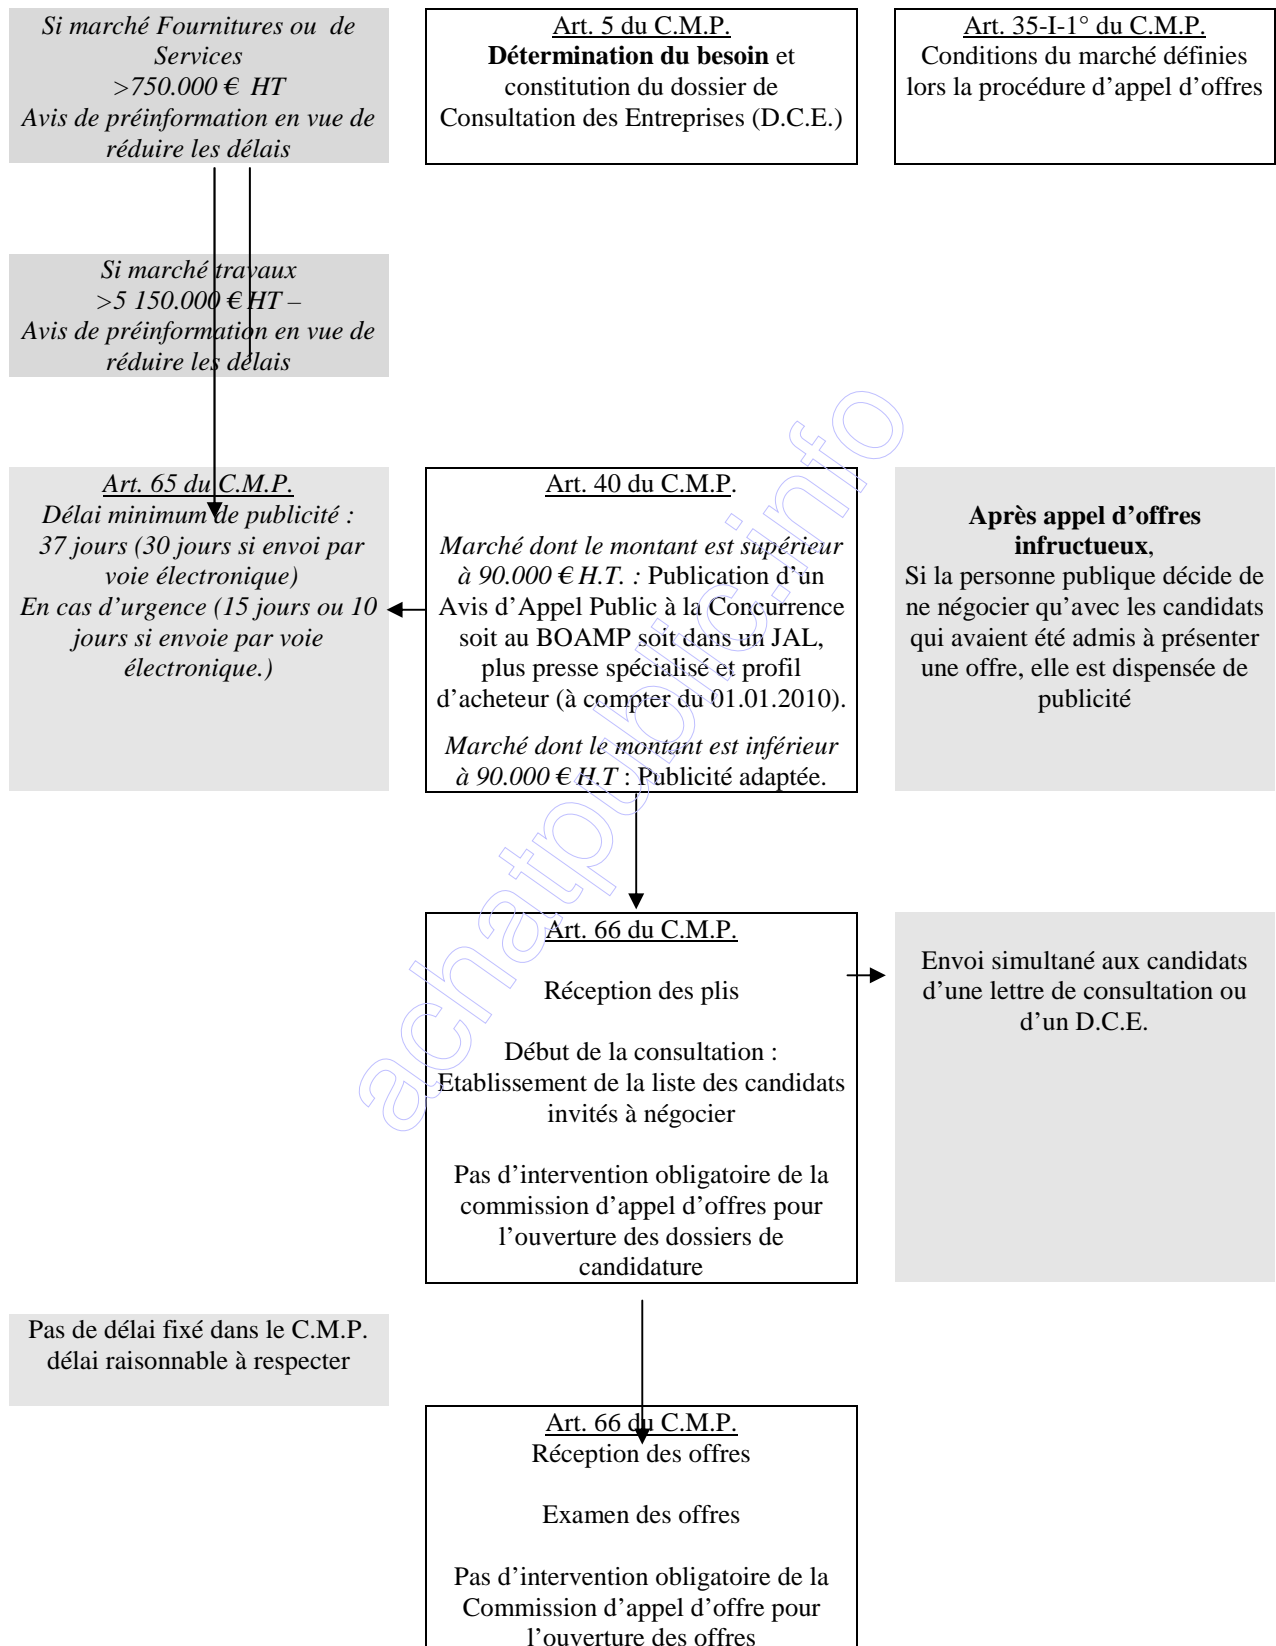 Si marché Fournitures ou de
Services
>750.000 € HT
Avis de préinformation en vue de
réduire les délais
Art. 5 du C.M.P.
Détermination du besoin et
constitution du dossier de
Consultation des Entreprises (D.C.E.)
Art. 35-I-1° du C.M.P.
Conditions du marché définies
lors la procédure d’appel d’offres
Si marché travaux
>5 150.000 € HT –
Avis de préinformation en vue de
réduire les délais
Art. 65 du C.M.P.
Délai minimum de publicité :
37 jours (30 jours si envoi par
voie électronique)
En cas d’urgence (15 jours ou 10
jours si envoie par voie
électronique.)
Art. 40 du C.M.P.
Marché dont le montant est supérieur
à 90.000 € H.T. : Publication d’un
Avis d’Appel Public à la Concurrence
soit au BOAMP soit dans un JAL,
plus presse spécialisé et profil
d’acheteur (à compter du 01.01.2010).
Marché dont le montant est inférieur
à 90.000 € H.T : Publicité adaptée.
Après appel d’offres
infructueux,
Si la personne publique décide de
ne négocier qu’avec les candidats
qui avaient été admis à présenter
une offre, elle est dispensée de
publicité
Art. 66 du C.M.P.
Réception des plis
Début de la consultation :
Etablissement de la liste des candidats
invités à négocier
Pas d’intervention obligatoire de la
commission d’appel d’offres pour
l’ouverture des dossiers de
candidature
Envoi simultané aux candidats
d’une lettre de consultation ou
d’un D.C.E.
Pas de délai fixé dans le C.M.P.
délai raisonnable à respecter
Art. 66 du C.M.P.
Réception des offres
Examen des offres
Pas d’intervention obligatoire de la
Commission d’appel d’offre pour
l’ouverture des offres
achatpublic.info